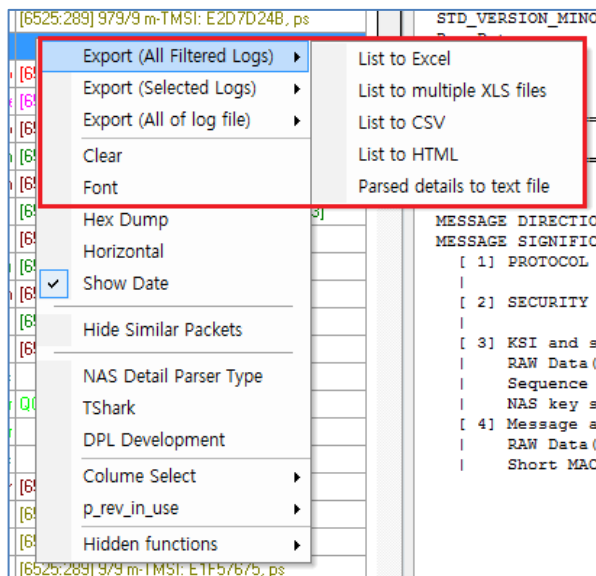 [6525:289] 979/9 m-TMSI: E2D7D24B, ps
STD_VERSION_MINO
Export (All Filtered Logs)
Export (Selected Logs)
Export (All of log file)
Clear
Font
Hex Dump
Horizontal
Show Date
Hide Similar Packets
NAS Detail Parser Type
TShark
DPL Development
Colume Select
p_rev_in_use
Hidden functions
List to Excel
List to multiple XLS files
List to CSV
List to HTML
Parsed details to text file
MESSAGE DIRECTIO
MESSAGE SIGNIFIC
[ 1] PROTOCOL
|
[ 2] SECURITY
|
[ 3] KSI and s
| RAW Data(
| Sequence
| NAS key s
[ 4] Message a
| RAW Data(
| Short MAC
[6525:289] 979 m-TMSI: E1F57675, ps